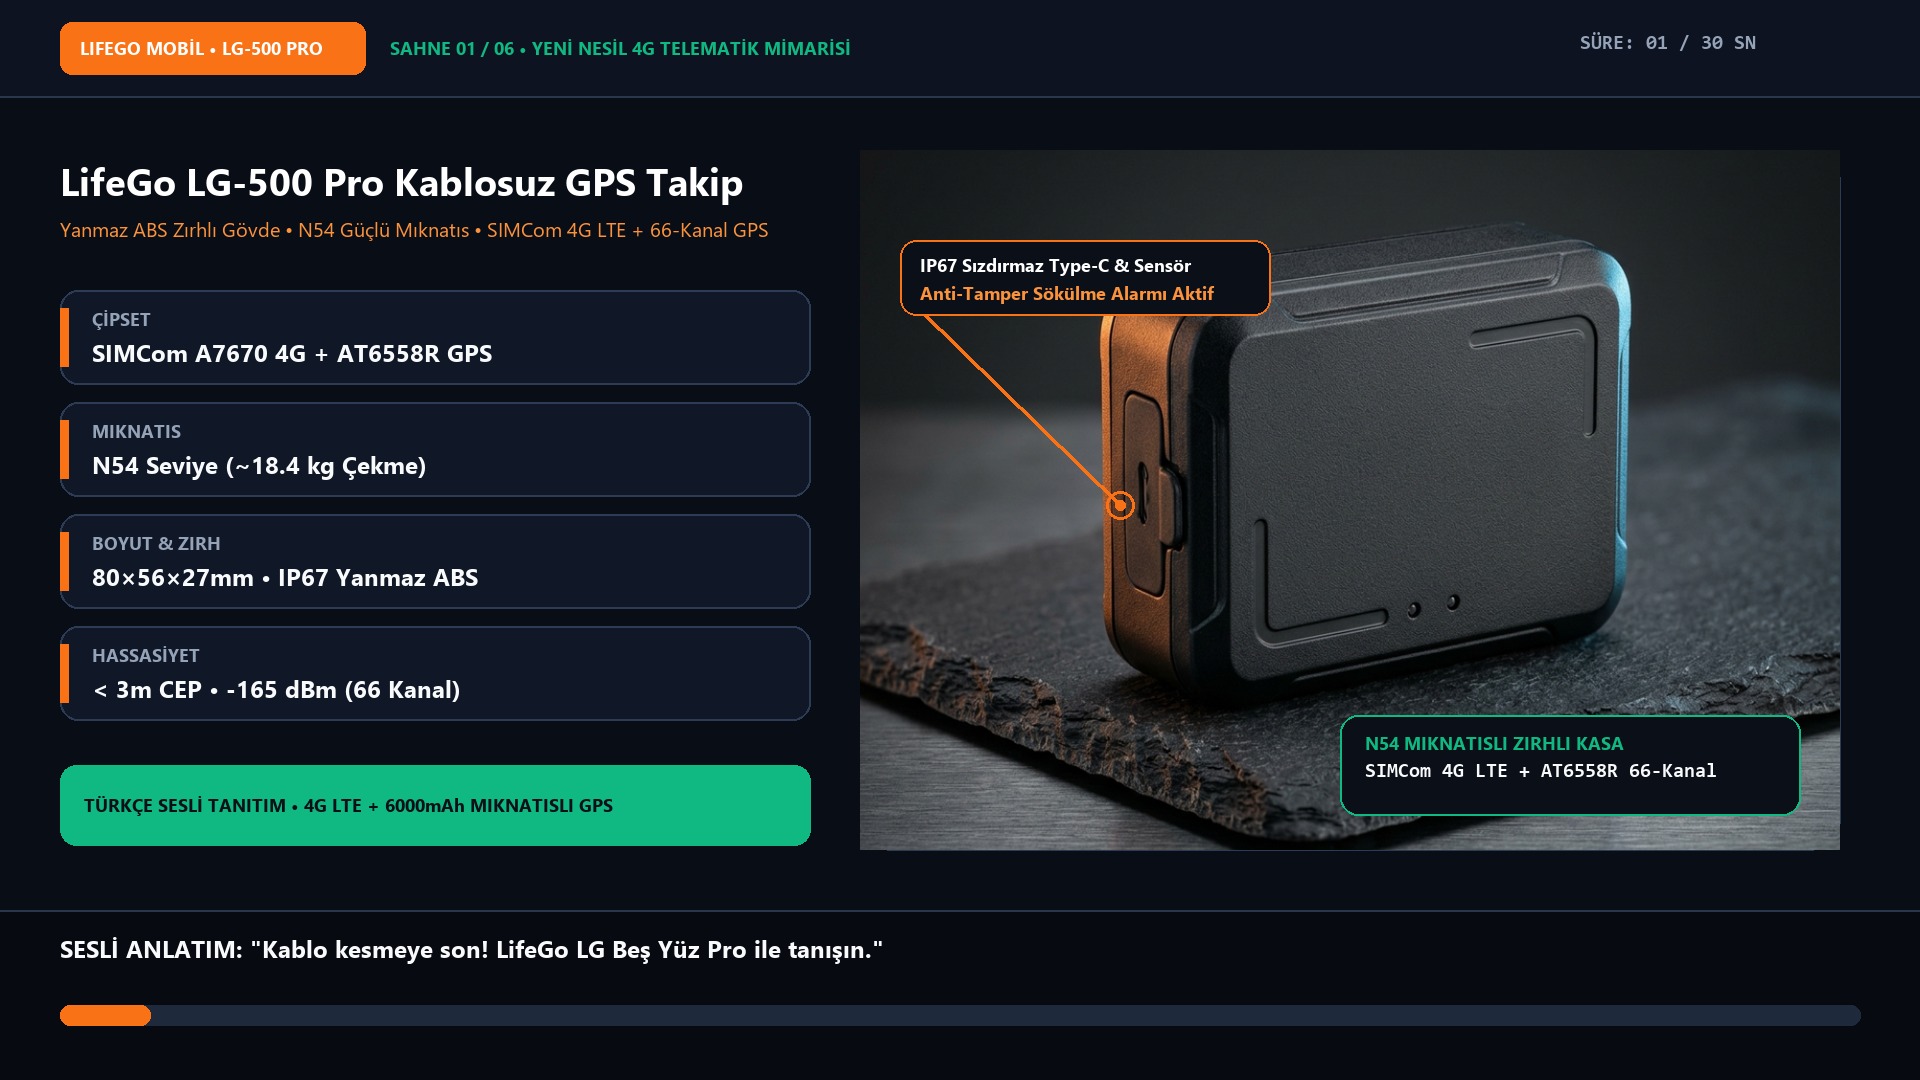 LIFEGO MOBİL • LG-500 PRO
SAHNE 01 / 06 • YENİ NESİL 4G TELEMATİK MİMARİSİ
SÜRE: 01 / 30 SN
LifeGo LG-500 Pro Kablosuz GPS Takip
Yanmaz ABS Zırhlı Gövde • N54 Güçlü Mıknatıs • SIMCom 4G LTE + 66-Kanal GPS
ÇİPSET
SIMCom A7670 4G + AT6558R GPS
MIKNATIS
N54 Seviye (~18.4 kg Çekme)
BOYUT & ZIRH
80×56×27mm • IP67 Yanmaz ABS
HASSASİYET
< 3m CEP • -165 dBm (66 Kanal)
TÜRKÇE SESLİ TANITIM • 4G LTE + 6000mAh MIKNATISLI GPS
IP67 Sızdırmaz Type-C & Sensör
Anti-Tamper Sökülme Alarmı Aktif
N54 MIKNATISLI ZIRHLI KASA
SIMCom 4G LTE + AT6558R 66-Kanal
SESLİ ANLATIM: "Kablo kesmeye son! LifeGo LG Beş Yüz Pro ile tanışın."